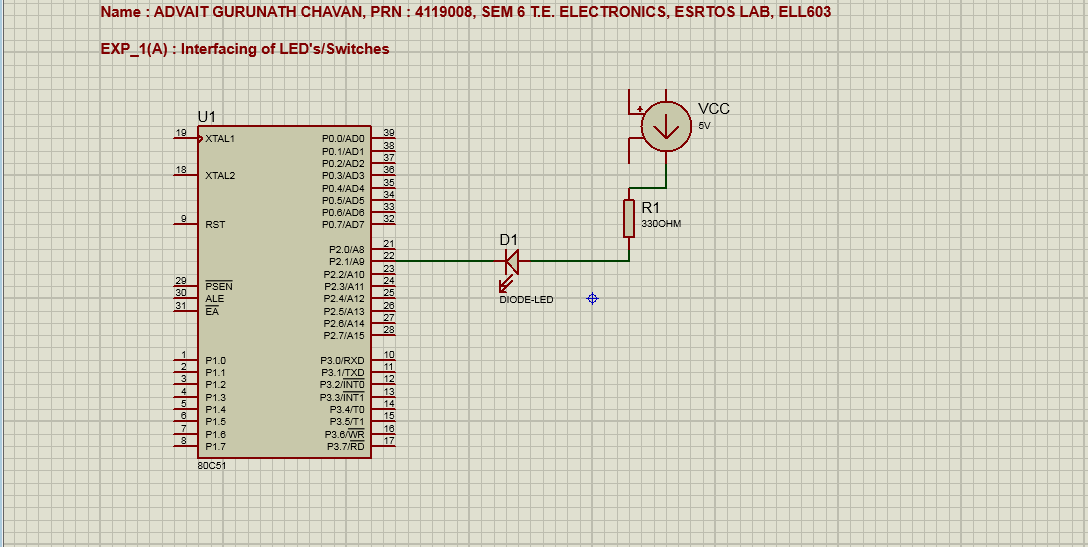 Name : ADVAIT GURUNATH CHAVAN, PRN : 4119008, SEM 6 T.E. ELECTRONICS, ESRTOS LAB, ELL603
EXP_1(A) : Interfacing of LED's/Switches
U1
19 XTAL1 P0.0/AD0 39
P0.1/AD1 38
P0.2/AD2 37
18 XTAL2 P0.3/AD3 36
P0.4/AD4 35
P0.5/AD5 34
P0.6/AD6 33
9 RST P0.7/AD7 32
P2.0/A8 21
P2.1/A9 22
P2.2/A10 23
29 PSEN P2.3/A11 24
30 ALE P2.4/A12 25
31 EA P2.5/A13 26
P2.6/A14 27
P2.7/A15 28
1 P1.0 P3.0/RXD 10
2 P1.1 P3.1/TXD 11
3 P1.2 P3.2/INT0 12
4 P1.3 P3.3/INT1 13
5 P1.4 P3.4/T0 14
6 P1.5 P3.5/T1 15
7 P1.6 P3.6/WR 16
8 P1.7 P3.7/RD 17
80C51
D1
DIODE-LED
R1
330OHM
VCC
5V
+